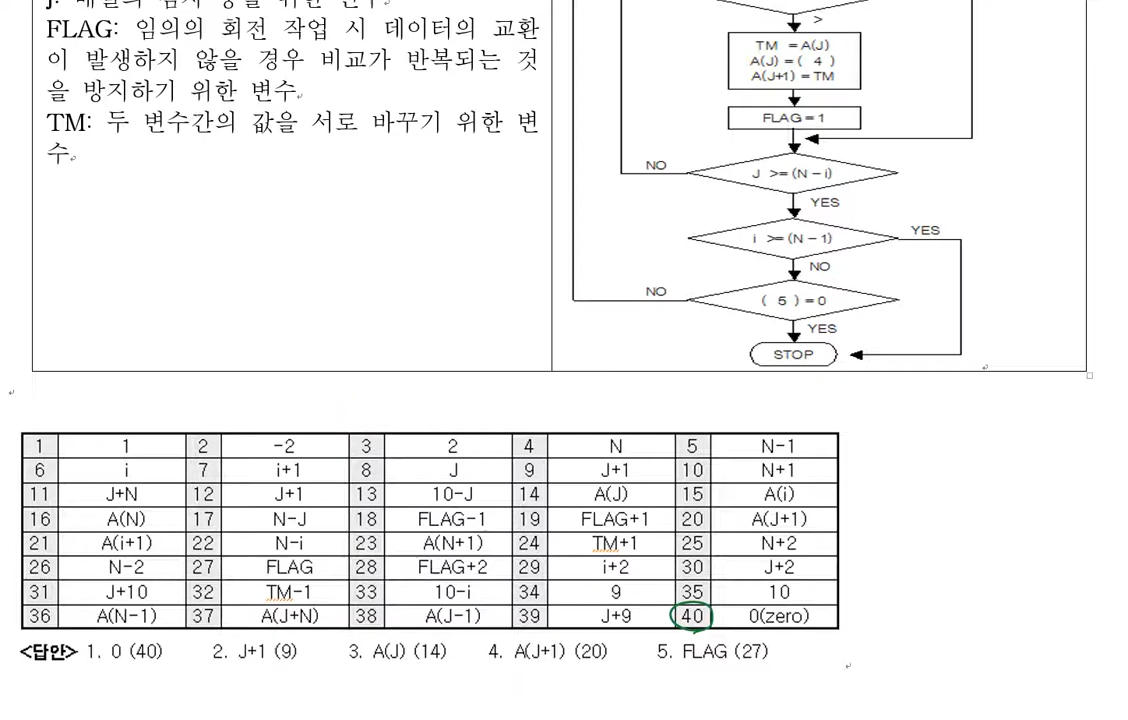 FLAG: 임의의 회전 작업 시 데이터의 교환
이 발생하지 않을 경우 비교가 반복되는 것
을 방지하기 위한 변수.
TM: 두 변수간의 값을 서로 바꾸기 위한 변
수.
>
TM = A(J)
A(J) = ( 4 )
A(J+1) = TM
FLAG = 1
NO
J >= (N - i)
YES
i >= (N - 1)
YES
NO
NO
( 5 ) = 0
YES
STOP
1 1 2 -2 3 2 4 N 5 N-1
6 i 7 i+1 8 J 9 J+1 10 N+1
11 J+N 12 J+1 13 10-J 14 A(J) 15 A(i)
16 A(N) 17 N-J 18 FLAG-1 19 FLAG+1 20 A(J+1)
21 A(i+1) 22 N-i 23 A(N+1) 24 TM+1 25 N+2
26 N-2 27 FLAG 28 FLAG+2 29 i+2 30 J+2
31 J+10 32 TM-1 33 10-i 34 9 35 10
36 A(N-1) 37 A(J+N) 38 A(J-1) 39 J+9 40 0(zero)
<답안> 1. 0 (40) 2. J+1 (9) 3. A(J) (14) 4. A(J+1) (20) 5. FLAG (27)